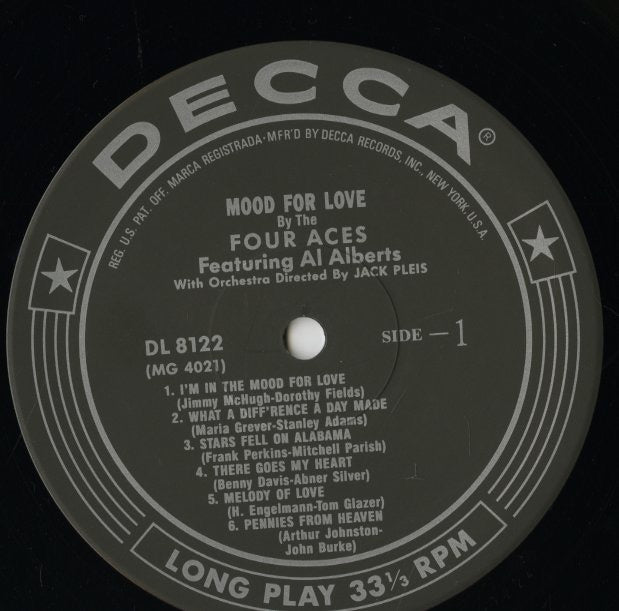 DECCA®
REG. U.S. PAT. OFF. MARCA REGISTRADA·MFR'D BY DECCA RECORDS, INC., NEW YORK, U.S.A.
MOOD FOR LOVE
By The
FOUR ACES
Featuring Al Alberts
With Orchestra Directed By JACK PLEIS
DL 8122
SIDE - 1
(MG 4021)
1. I'M IN THE MOOD FOR LOVE
(Jimmy McHugh-Dorothy Fields)
2. WHAT A DIFF'RENCE A DAY MADE
(Maria Grever-Stanley Adams)
3. STARS FELL ON ALABAMA
(Frank Perkins-Mitchell Parish)
4. THERE GOES MY HEART
(Benny Davis-Abner Silver)
5. MELODY OF LOVE
(H. Engelmann-Tom Glazer)
6. PENNIES FROM HEAVEN
(Arthur Johnston-
John Burke)
LONG PLAY 33⅓ RPM